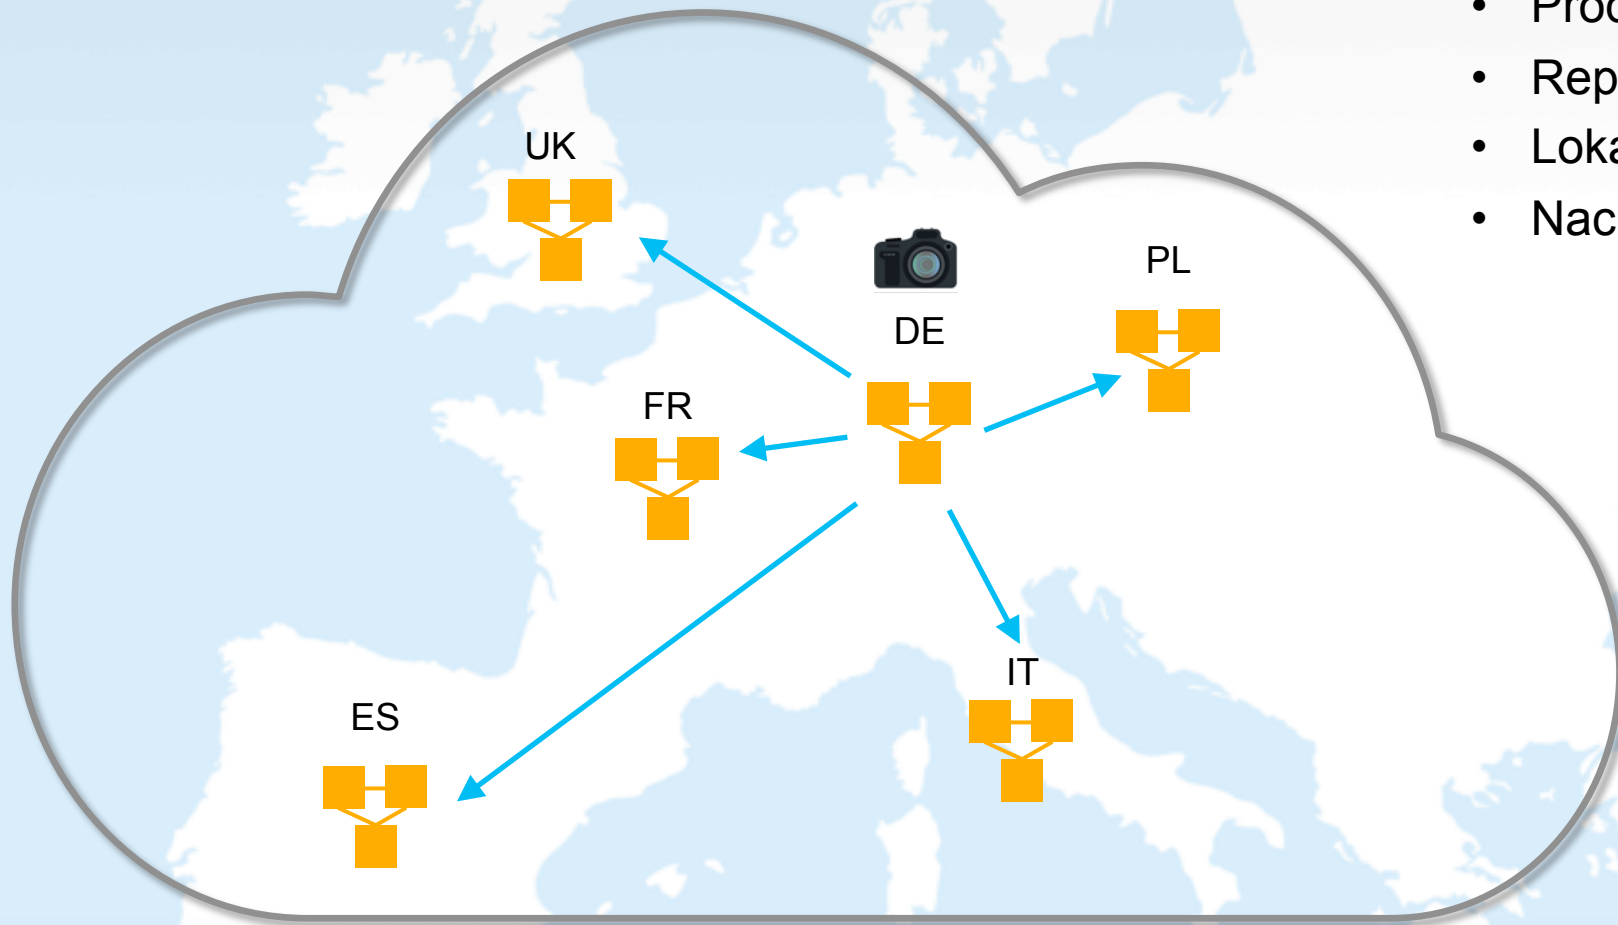 UK
DE
PL
FR
IT
ES
• Rep
• Loka
• Nac